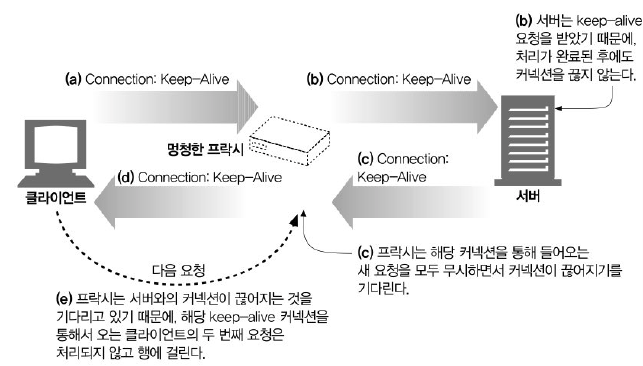 (b) 서버는 keep-alive
요청을 받았기 때문에,
처리가 완료된 후에도
커넥션을 끊지 않는다.
(a) Connection: Keep-Alive
(b) Connection: Keep-Alive
멍청한 프락시
(c) Connection:
Keep-Alive
(d) Connection: Keep-Alive
클라이언트
서버
다음 요청
(c) 프락시는 해당 커넥션을 통해 들어오는
새 요청을 모두 무시하면서 커넥션이 끊어지기를
기다린다.
(e) 프락시는 서버와의 커넥션이 끊어지는 것을
기다리고 있기 때문에, 해당 keep-alive 커넥션을
통해서 오는 클라이언트의 두 번째 요청은
처리되지 않고 행에 걸린다.